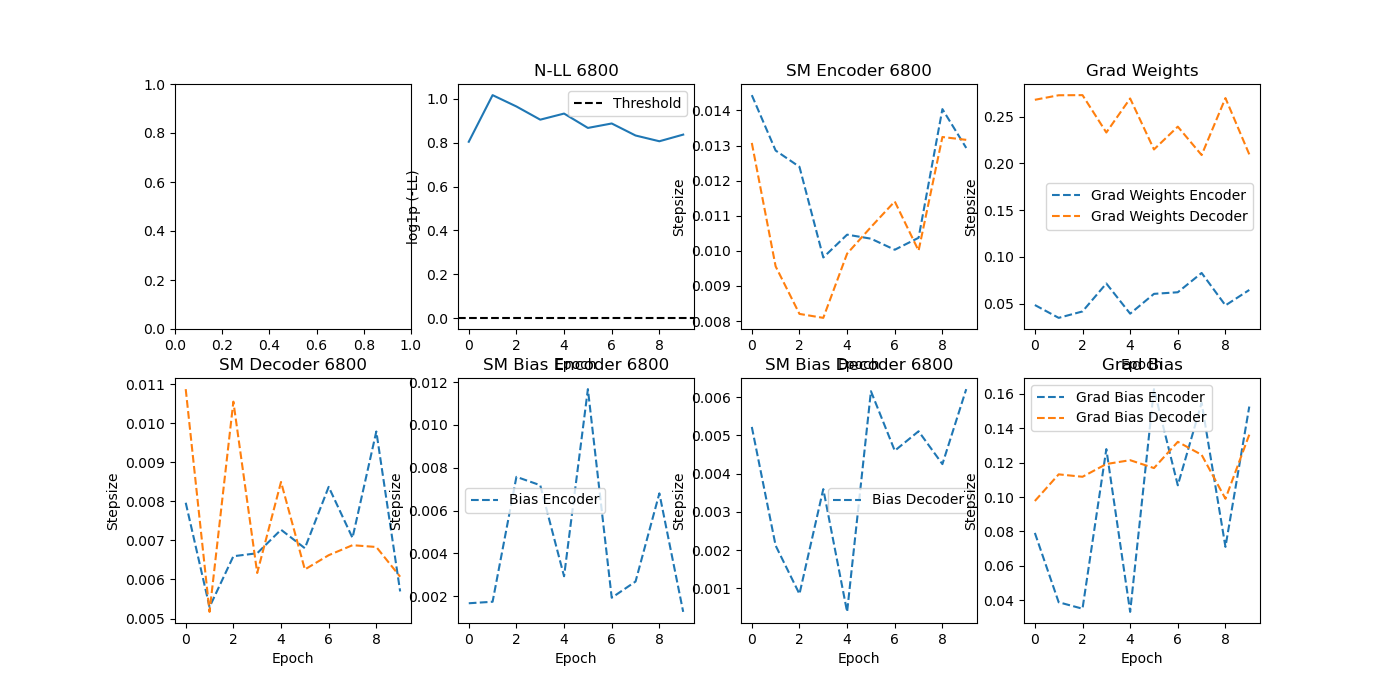 N-LL 6800
SM Encoder 6800
Grad Weights
1.0
0.8
0.6
0.4
0.2
0.0
0.0 0.2 0.4 0.6 0.8 1.0
log1p (-LL)
1.0
0.8
0.6
0.4
0.2
0.0
0 2 4 6 8
Epoch
Threshold
Stepsize
0.014
0.013
0.012
0.011
0.010
0.009
0.008
0 2 4 6 8
Epoch
Stepsize
0.25
0.20
0.15
0.10
0.05
0 2 4 6 8
Epoch
Grad Weights Encoder
Grad Weights Decoder
SM Decoder 6800
SM Bias Encoder 6800
SM Bias Decoder 6800
Grad Bias
Stepsize
0.011
0.010
0.009
0.008
0.007
0.006
0.005
0 2 4 6 8
Epoch
Stepsize
0.012
0.010
0.008
0.006
0.004
0.002
0 2 4 6 8
Epoch
Bias Encoder
Stepsize
0.006
0.005
0.004
0.003
0.002
0.001
0 2 4 6 8
Epoch
Bias Decoder
Stepsize
0.16
0.14
0.12
0.10
0.08
0.06
0.04
0 2 4 6 8
Epoch
Grad Bias Encoder
Grad Bias Decoder